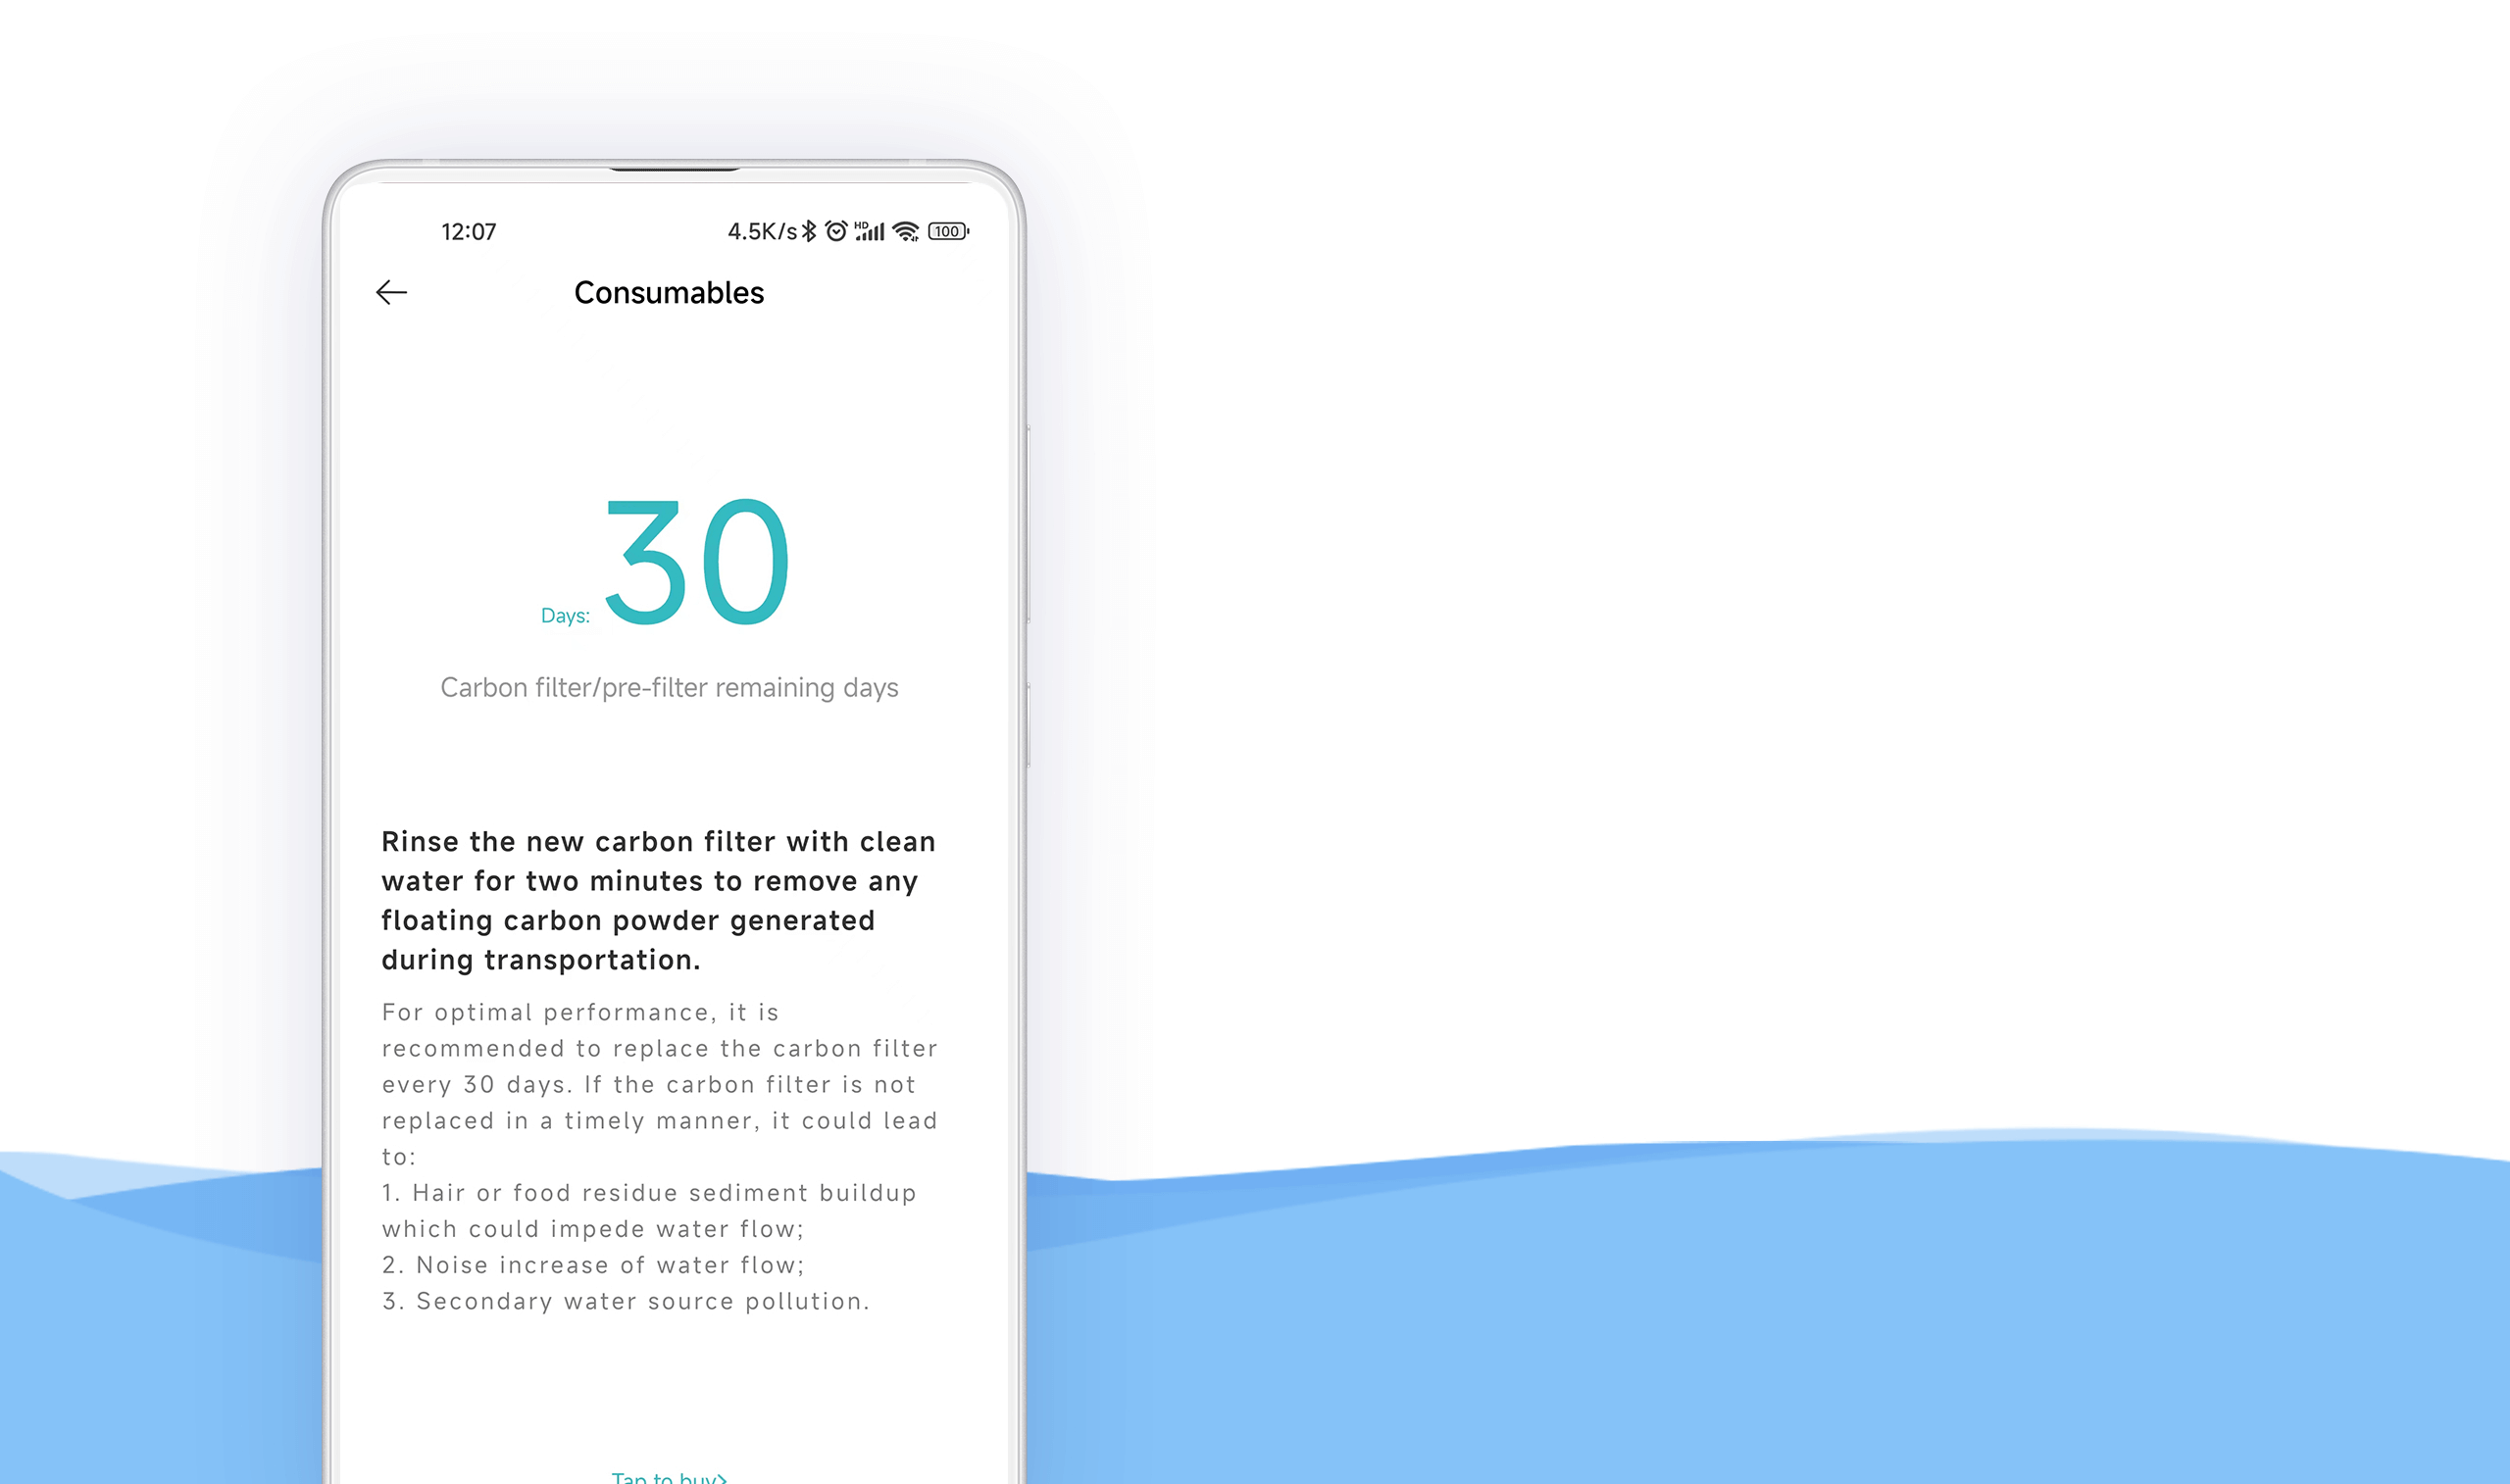 12:07 4.5K/s HD 100
Consumables
Days: 30
Carbon filter/pre-filter remaining days
Rinse the new carbon filter with clean
water for two minutes to remove any
floating carbon powder generated
during transportation.
For optimal performance, it is
recommended to replace the carbon filter
every 30 days. If the carbon filter is not
replaced in a timely manner, it could lead
to:
1. Hair or food residue sediment buildup
which could impede water flow;
2. Noise increase of water flow;
3. Secondary water source pollution.
Tap to buy>